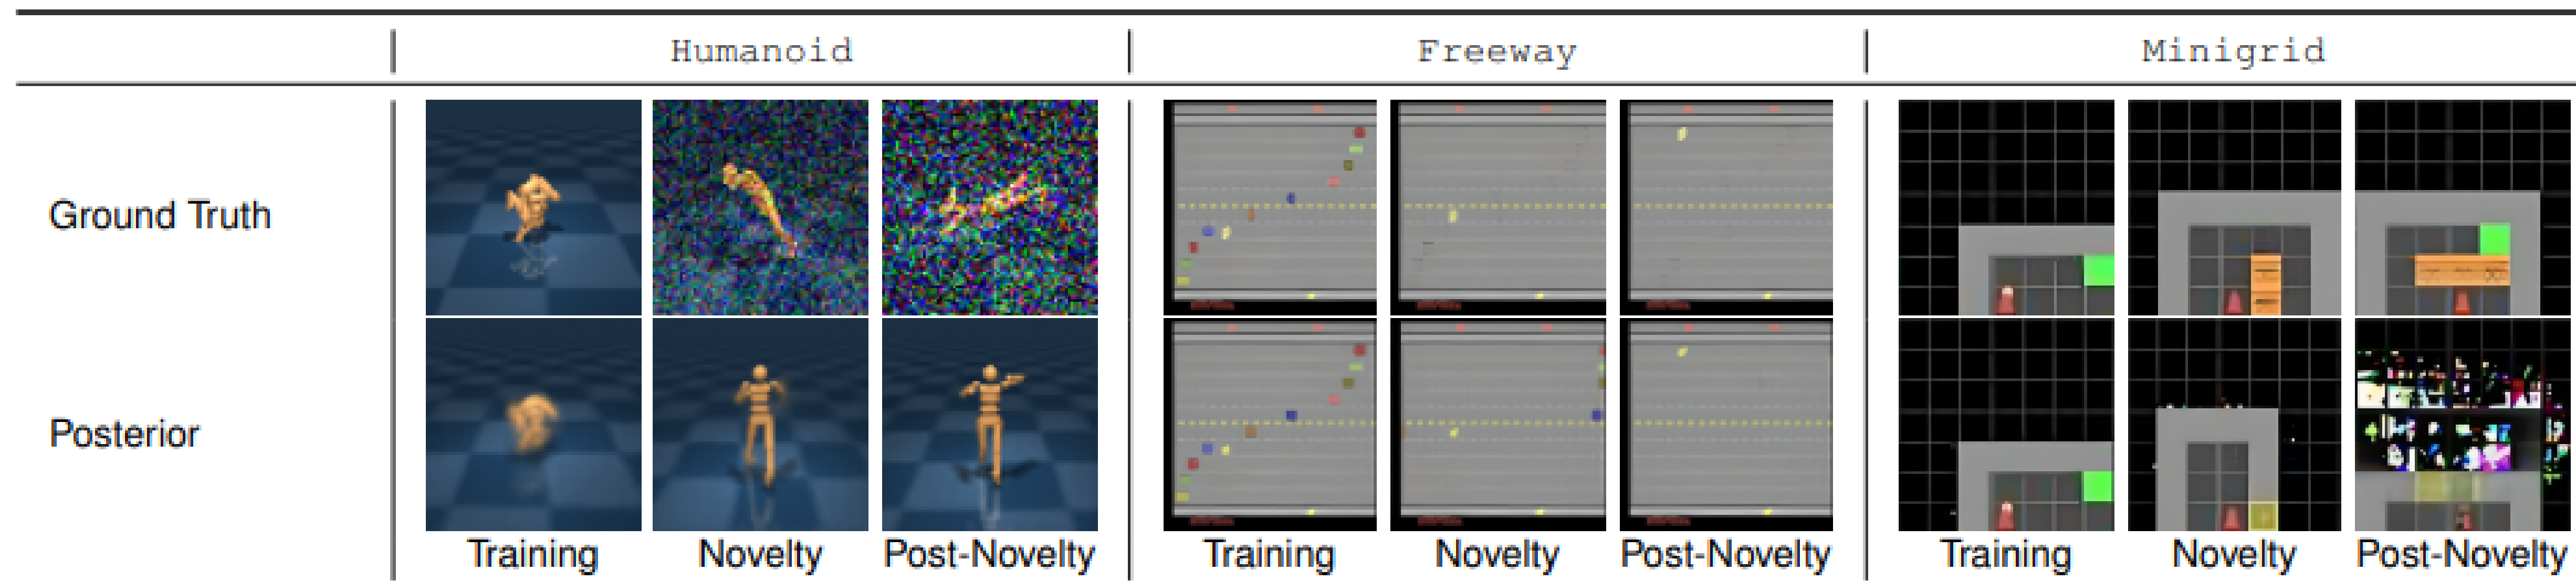 Humanoid Freeway Minigrid
Ground Truth
Posterior
Training Novelty Post-Novelty Training Novelty Post-Novelty Training Novelty Post-Novelty